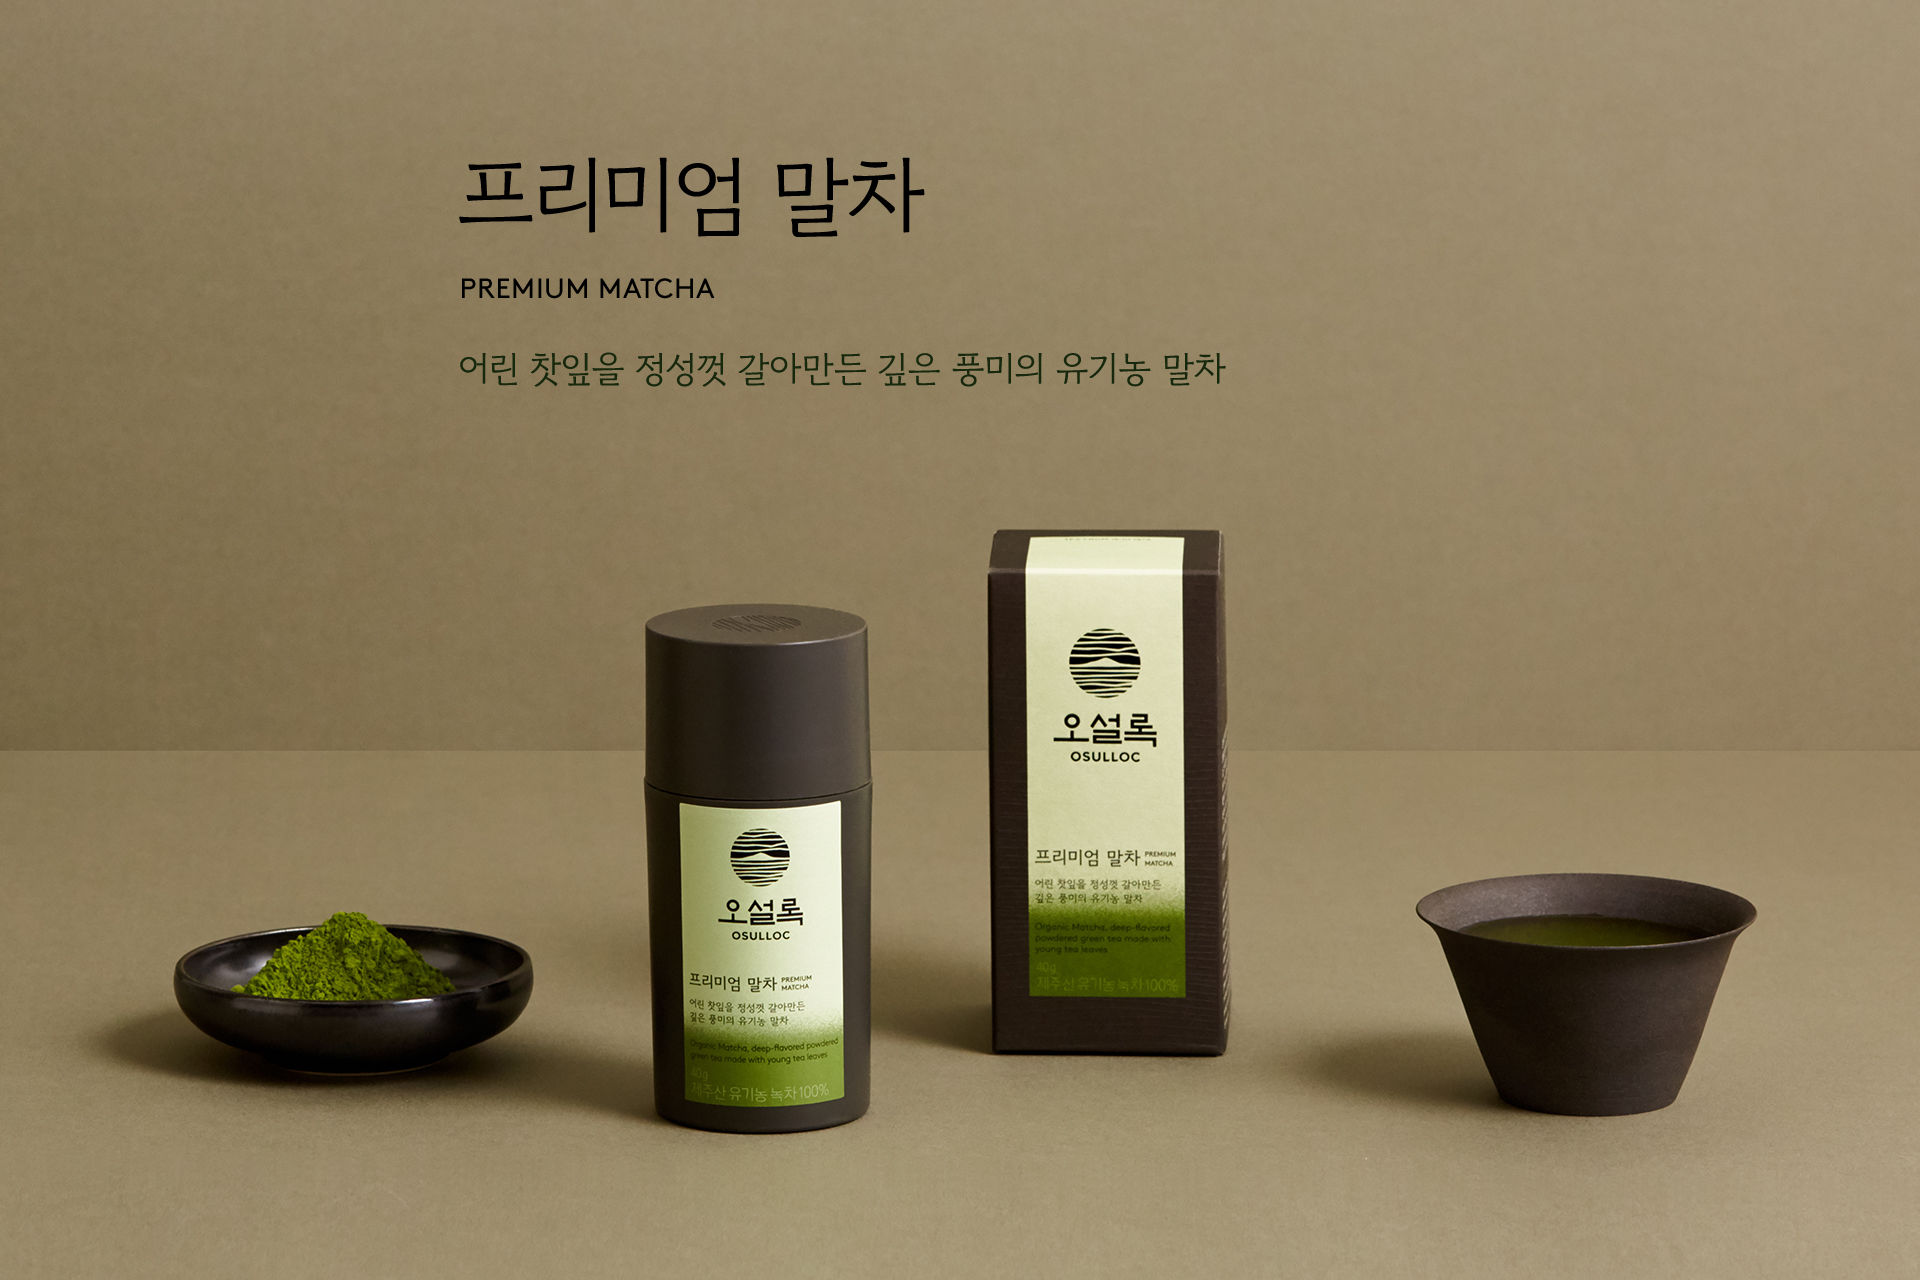 프리미엄 말차
PREMIUM MATCHA
어린 찻잎을 정성껏 갈아만든 깊은 풍미의 유기농 말차
오설록
OSULLOC
프리미엄 말차 PREMIUM
MATCHA
어린 찻잎을 정성껏 갈아만든
깊은 풍미의 유기농 말차
Organic Matcha, deep-flavored powdered
green tea made with young tea leaves
40g
제주산 유기농 녹차 100%
오설록
OSULLOC
프리미엄 말차 PREMIUM
MATCHA
어린 찻잎을 정성껏 갈아만든
깊은 풍미의 유기농 말차
Organic Matcha, deep-flavored
powdered green tea made with
young tea leaves
40g
제주산 유기농 녹차 100%